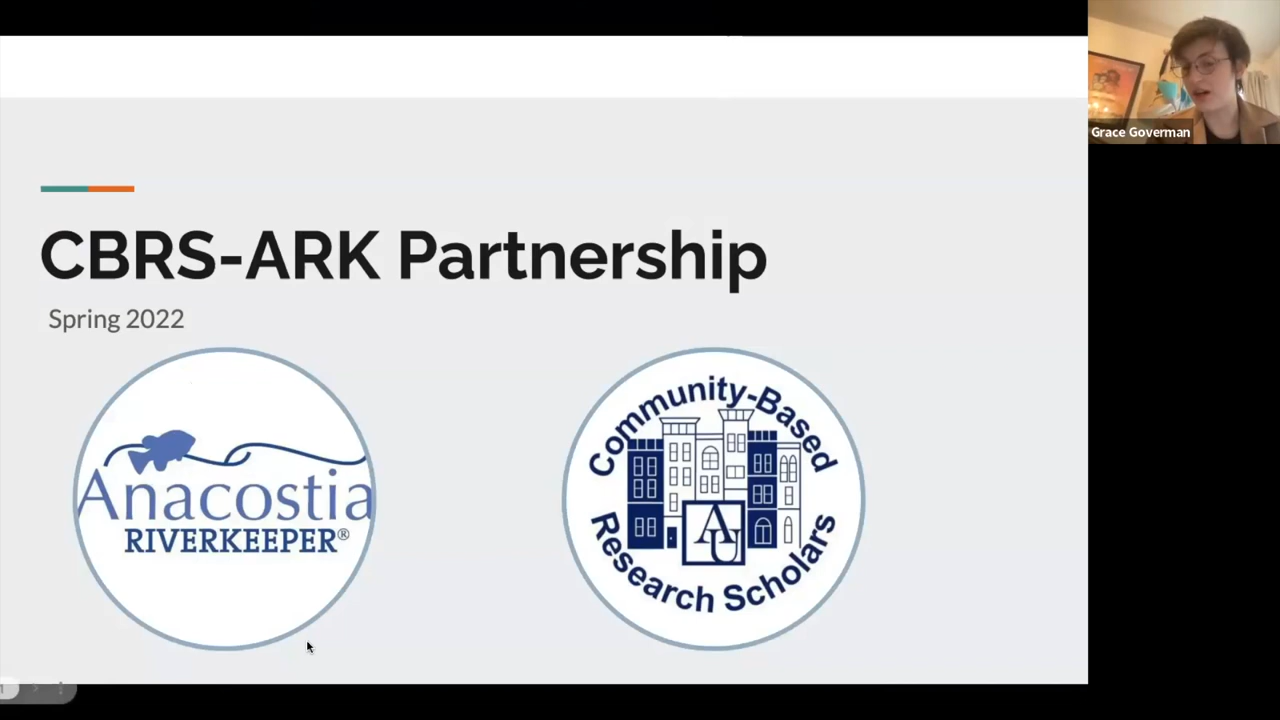 Grace Goverman
CBRS-ARK Partnership
Spring 2022
Anacostia
RIVERKEEPER®
Community-Based
AU
Research Scholars